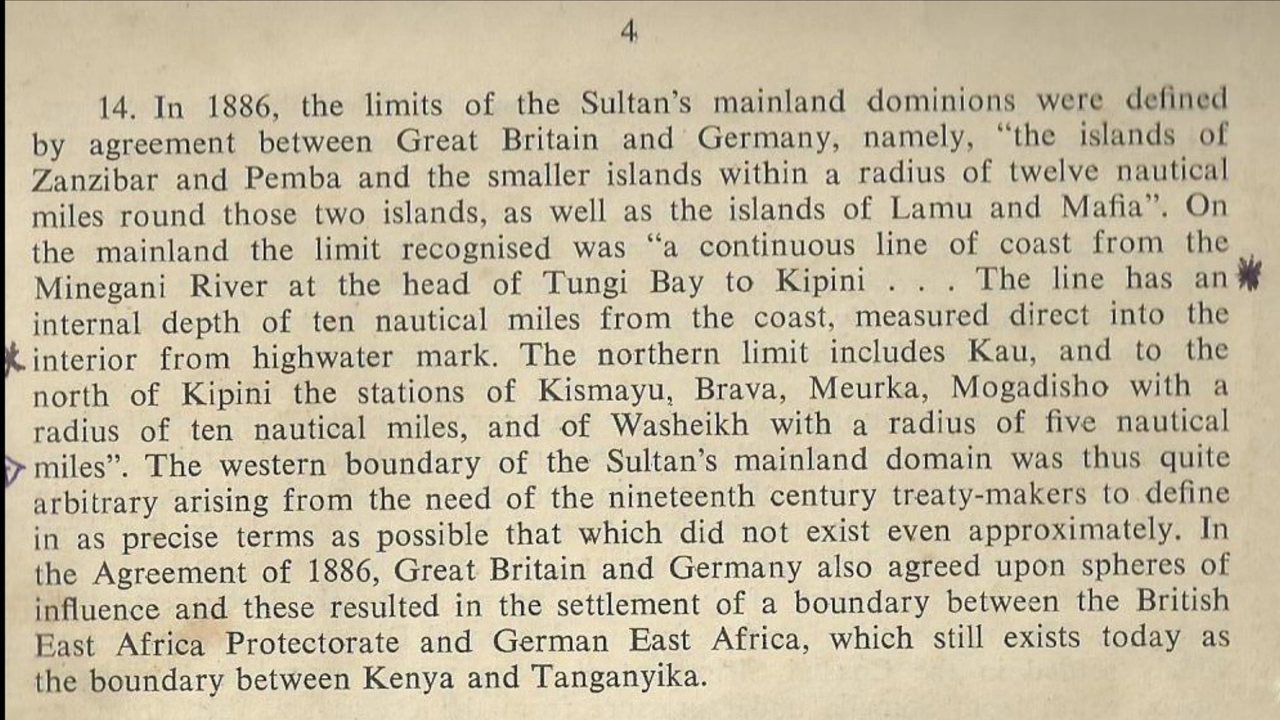 4
14. In 1886, the limits of the Sultan's mainland dominions were defined
by agreement between Great Britain and Germany, namely, “the islands of
Zanzibar and Pemba and the smaller islands within a radius of twelve nautical
miles round those two islands, as well as the islands of Lamu and Mafia”. On
the mainland the limit recognised was “a continuous line of coast from the
Minegani River at the head of Tungi Bay to Kipini . . . The line has an
internal depth of ten nautical miles from the coast, measured direct into the
interior from highwater mark. The northern limit includes Kau, and to the
north of Kipini the stations of Kismayu, Brava, Meurka, Mogadisho with a
radius of ten nautical miles, and of Washeikh with a radius of five nautical
miles”. The western boundary of the Sultan's mainland domain was thus quite
arbitrary arising from the need of the nineteenth century treaty-makers to define
in as precise terms as possible that which did not exist even approximately. In
the Agreement of 1886, Great Britain and Germany also agreed upon spheres of
influence and these resulted in the settlement of a boundary between the British
East Africa Protectorate and German East Africa, which still exists today as
the boundary between Kenya and Tanganyika.